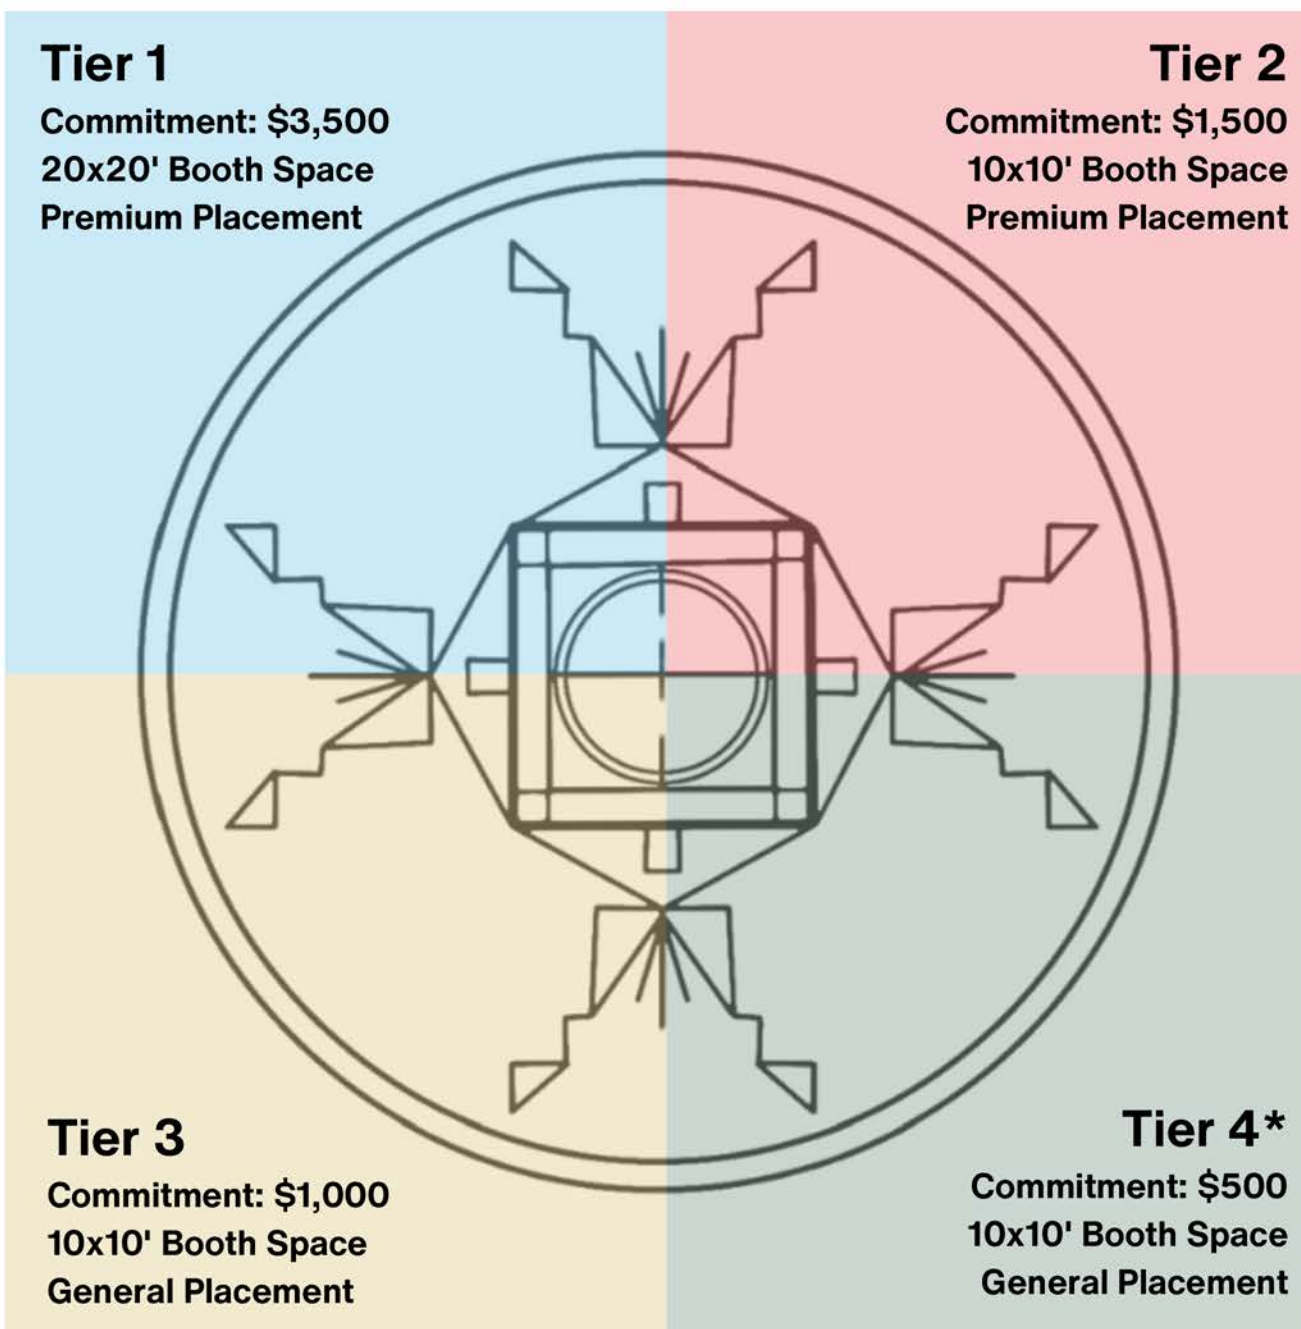 Tier 1
Commitment: $3,500
20x20' Booth Space
Premium Placement
Tier 2
Commitment: $1,500
10x10' Booth Space
Premium Placement
Tier 3
Commitment: $1,000
10x10' Booth Space
General Placement
Tier 4*
Commitment: $500
10x10' Booth Space
General Placement